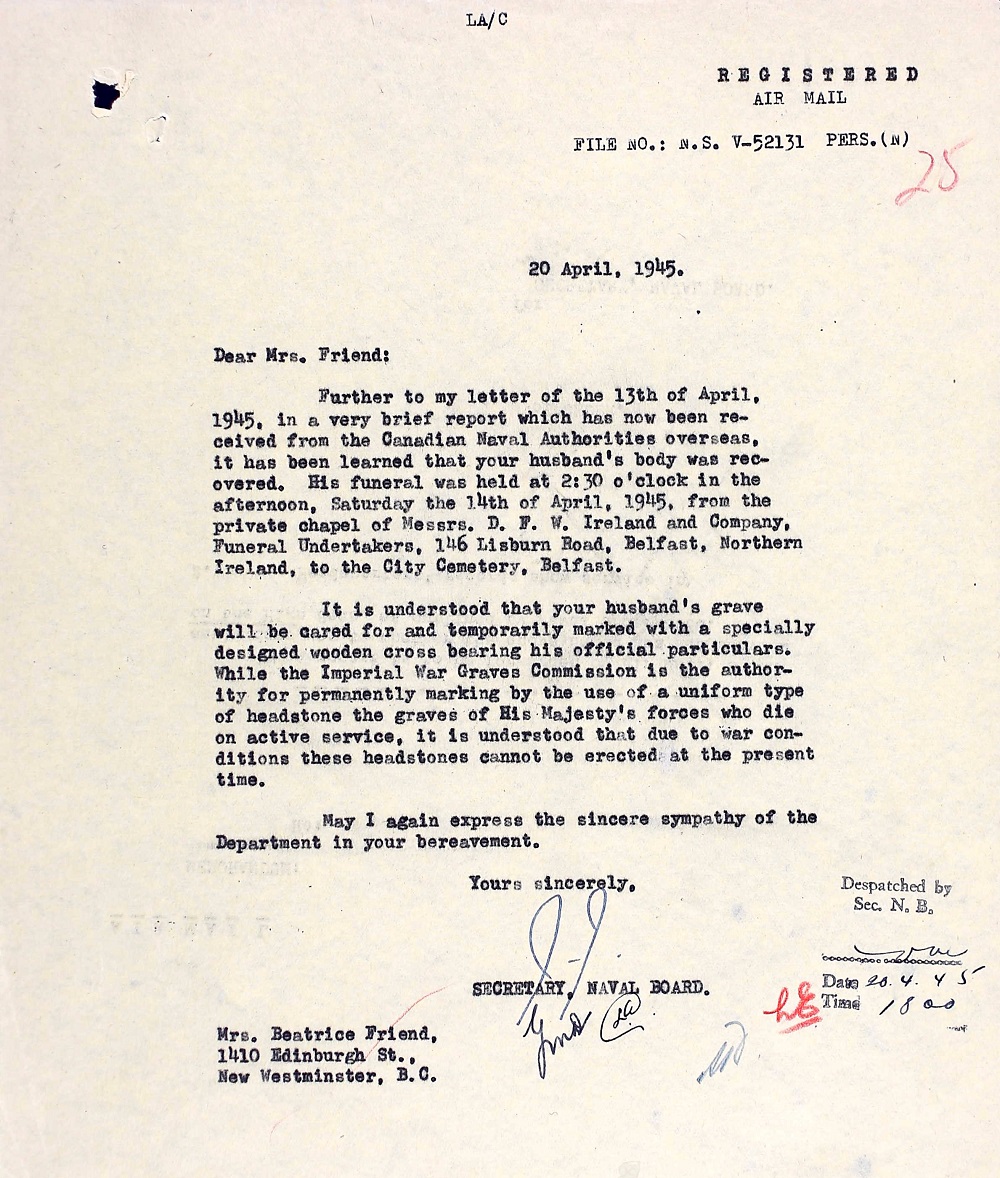 LA/C
REGISTERED
AIR MAIL
FILE NO.: N.S. V-52131 PERS.(N)
25
20 April, 1945.
Dear Mrs. Friend:
Further to my letter of the 13th of April,
1945, in a very brief report which has now been re-
ceived from the Canadian Naval Authorities overseas,
it has been learned that your husband's body was rec-
overed. His funeral was held at 2:30 o'clock in the
afternoon, Saturday the 14th of April, 1945, from the
private chapel of Messrs. D. F. W. Ireland and Company,
Funeral Undertakers, 146 Lisburn Road, Belfast, Northern
Ireland, to the City Cemetery, Belfast.
It is understood that your husband's grave
will be cared for and temporarily marked with a specially
designed wooden cross bearing his official particulars.
While the Imperial War Graves Commission is the author-
ity for permanently marking by the use of a uniform type
of headstone the graves of His Majesty's forces who die
on active service, it is understood that due to war con-
ditions these headstones cannot be erected at the present
time.
May I again express the sincere sympathy of the
Department in your bereavement.
Yours sincerely,
Despatched by
Sec. N. B.
SECRETARY, NAVAL BOARD.
Date 20.4.45
Time 1800
Mrs. Beatrice Friend,
1410 Edinburgh St.,
New Westminster, B.C.